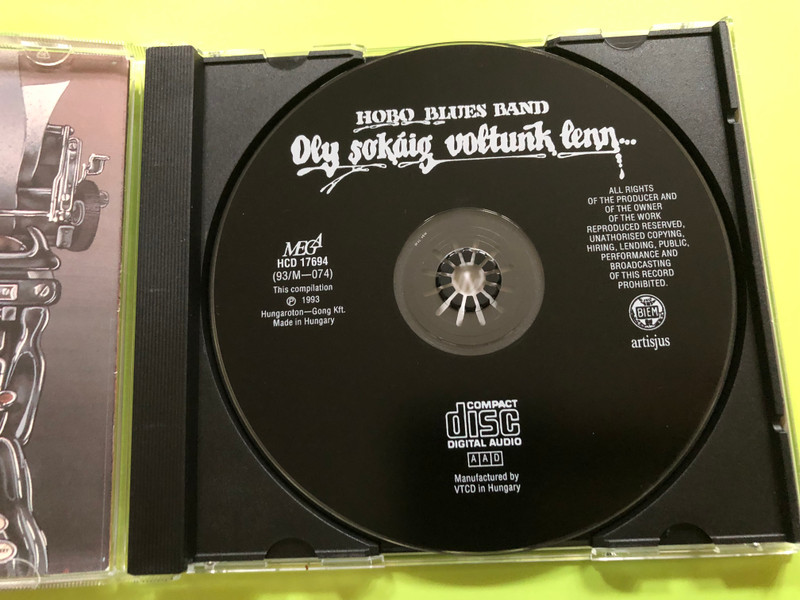 HOBO BLUES BAND
Oly sokáig voltunk lenn...
MEGA
HCD 17694
(93/M—074)
This compilation
℗ 1993
Hungaroton—Gong Kft.
Made in Hungary
ALL RIGHTS
OF THE PRODUCER AND
OF THE OWNER
OF THE WORK
REPRODUCED RESERVED,
UNATHORISED COPYING,
HIRING, LENDING, PUBLIC,
PERFORMANCE AND
BROADCASTING
OF THIS RECORD
PROHIBITED.
BIEM
artisjus
COMPACT
disc
DIGITAL AUDIO
AAD
Manufactured by
VTCD in Hungary